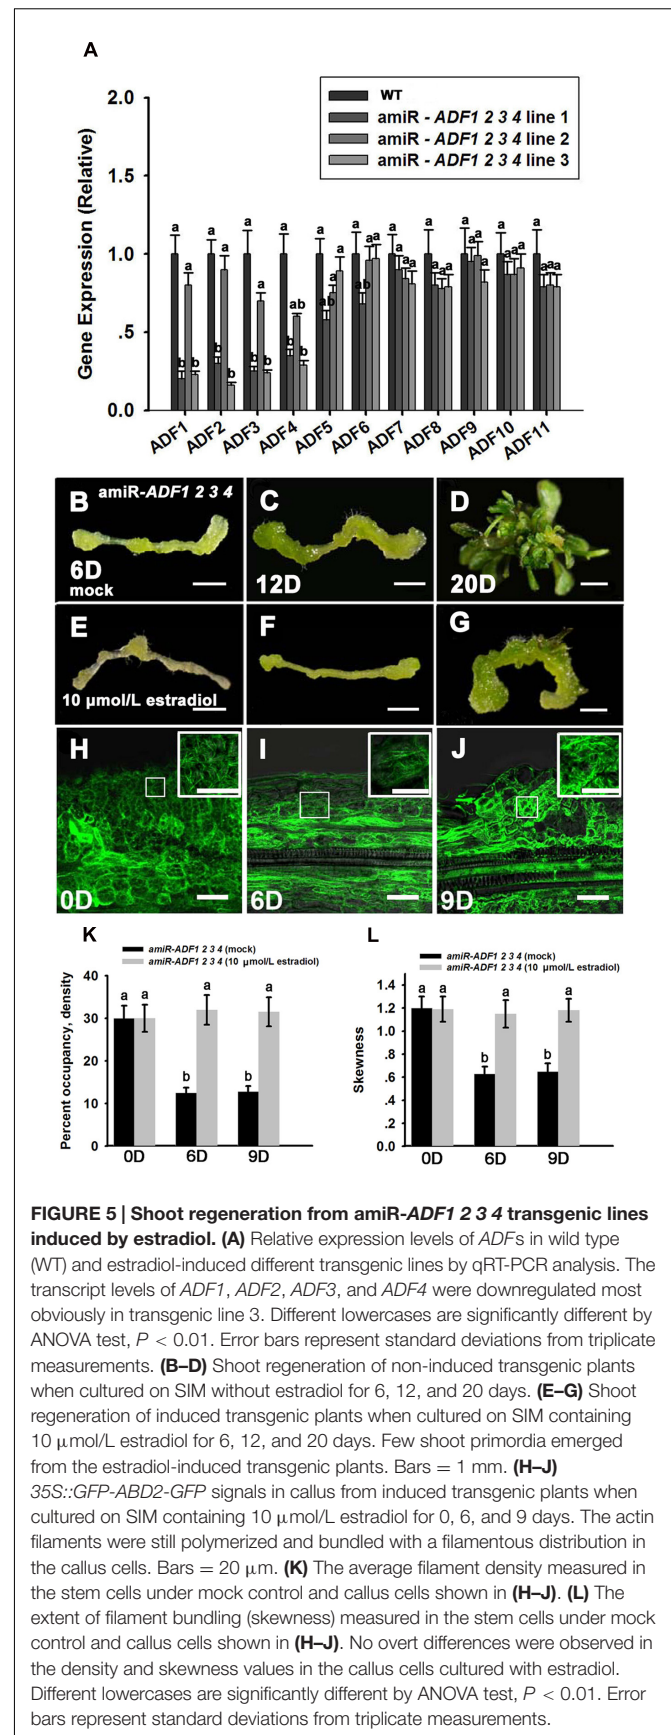 A
2.0
1.5
1.0
.5
0.0
Gene Expression (Relative)
WT
amiR - ADF1 2 3 4 line 1
amiR - ADF1 2 3 4 line 2
amiR - ADF1 2 3 4 line 3
a b a b
a b a b
a b a b
a b ab b
a ab a a
a ab a a
a a a a
a a a a
a a a a
a a a a
a a a a
ADF1 ADF2 ADF3 ADF4 ADF5 ADF6 ADF7 ADF8 ADF9 ADF10 ADF11
B amiR-ADF1 2 3 4
6D
mock
C
12D
D
20D
E
10 μmol/L estradiol
F
G
H
0D
I
6D
J
9D
K
amiR-ADF1 2 3 4 (mock)
amiR-ADF1 2 3 4 (10 μmol/L estradiol)
Percent occupancy, density
40
30
20
10
0
a a
b a
b a
0D 6D 9D
L
amiR-ADF1 2 3 4 (mock)
amiR-ADF1 2 3 4 (10 μmol/L estradiol)
Skewness
1.4
1.2
1.0
.8
.6
.4
.2
0.0
a a
b a
b a
0D 6D 9D
FIGURE 5 | Shoot regeneration from amiR-ADF1 2 3 4 transgenic lines
induced by estradiol. (A) Relative expression levels of ADFs in wild type
(WT) and estradiol-induced different transgenic lines by qRT-PCR analysis. The
transcript levels of ADF1, ADF2, ADF3, and ADF4 were downregulated most
obviously in transgenic line 3. Different lowercases are significantly different by
ANOVA test, P < 0.01. Error bars represent standard deviations from triplicate
measurements. (B–D) Shoot regeneration of non-induced transgenic plants
when cultured on SIM without estradiol for 6, 12, and 20 days. (E–G) Shoot
regeneration of induced transgenic plants when cultured on SIM containing
10 μmol/L estradiol for 6, 12, and 20 days. Few shoot primordia emerged
from the estradiol-induced transgenic plants. Bars = 1 mm. (H–J)
35S::GFP-ABD2-GFP signals in callus from induced transgenic plants when
cultured on SIM containing 10 μmol/L estradiol for 0, 6, and 9 days. The actin
filaments were still polymerized and bundled with a filamentous distribution in
the callus cells. Bars = 20 μm. (K) The average filament density measured in
the stem cells under mock control and callus cells shown in (H–J). (L) The
extent of filament bundling (skewness) measured in the stem cells under mock
control and callus cells shown in (H–J). No overt differences were observed in
the density and skewness values in the callus cells cultured with estradiol.
Different lowercases are significantly different by ANOVA test, P < 0.01. Error
bars represent standard deviations from triplicate measurements.